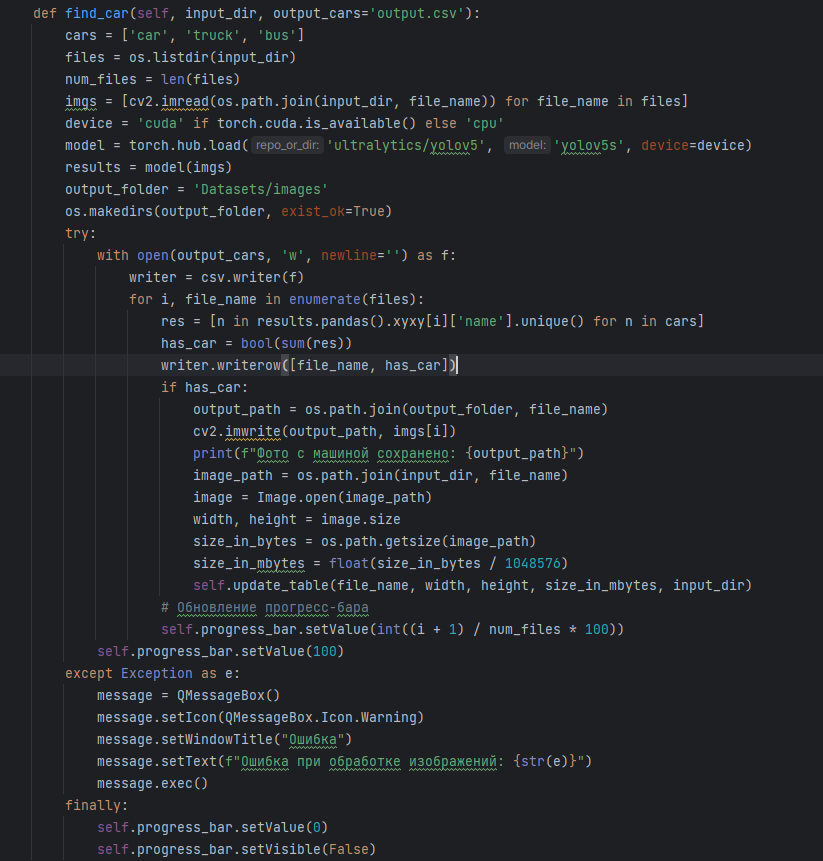 def find_car(self, input_dir, output_cars='output.csv'):
    cars = ['car', 'truck', 'bus']
    files = os.listdir(input_dir)
    num_files = len(files)
    imgs = [cv2.imread(os.path.join(input_dir, file_name)) for file_name in files]
    device = 'cuda' if torch.cuda.is_available() else 'cpu'
    model = torch.hub.load( repo_or_dir: 'ultralytics/yolov5', model: 'yolov5s', device=device)
    results = model(imgs)
    output_folder = 'Datasets/images'
    os.makedirs(output_folder, exist_ok=True)
    try:
        with open(output_cars, 'w', newline='') as f:
            writer = csv.writer(f)
            for i, file_name in enumerate(files):
                res = [n in results.pandas().xyxy[i]['name'].unique() for n in cars]
                has_car = bool(sum(res))
                writer.writerow([file_name, has_car])
                if has_car:
                    output_path = os.path.join(output_folder, file_name)
                    cv2.imwrite(output_path, imgs[i])
                    print(f"Фото с машиной сохранено: {output_path}")
                    image_path = os.path.join(input_dir, file_name)
                    image = Image.open(image_path)
                    width, height = image.size
                    size_in_bytes = os.path.getsize(image_path)
                    size_in_mbytes = float(size_in_bytes / 1048576)
                    self.update_table(file_name, width, height, size_in_mbytes, input_dir)
                # Обновление прогресс-бара
                self.progress_bar.setValue(int((i + 1) / num_files * 100))
        self.progress_bar.setValue(100)
    except Exception as e:
        message = QMessageBox()
        message.setIcon(QMessageBox.Icon.Warning)
        message.setWindowTitle("Ошибка")
        message.setText(f"Ошибка при обработке изображений: {str(e)}")
        message.exec()
    finally:
        self.progress_bar.setValue(0)
        self.progress_bar.setVisible(False)